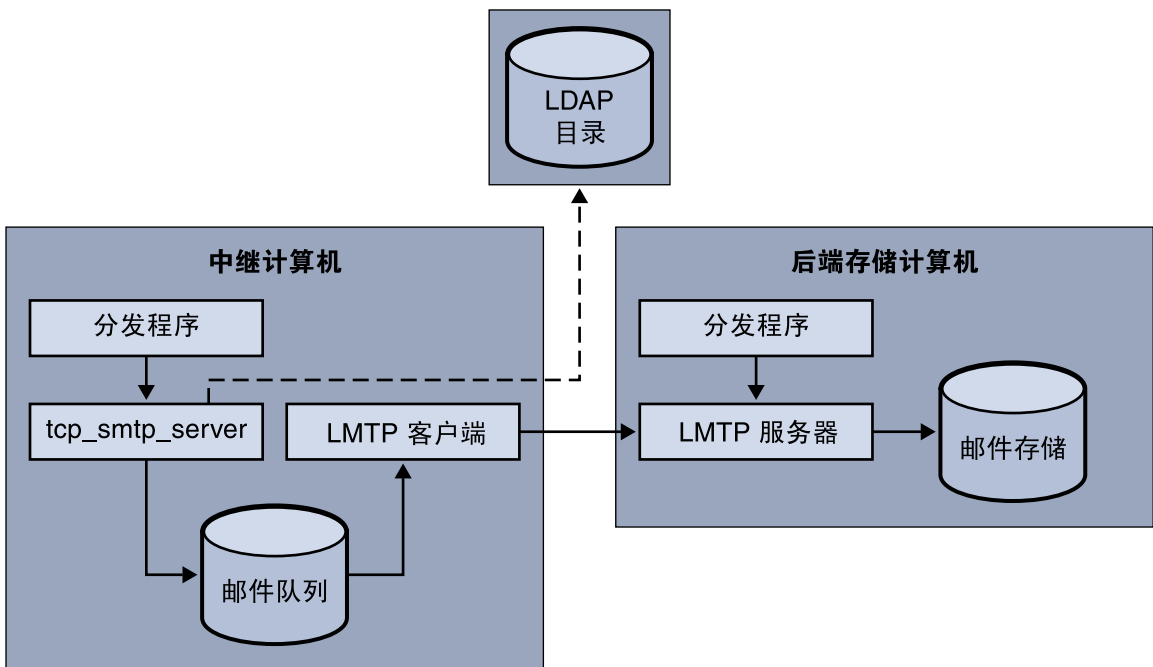 LDAP
目录
中继计算机
分发程序
tcp_smtp_server
LMTP 客户端
邮件队列
后端存储计算机
分发程序
LMTP 服务器
邮件存储